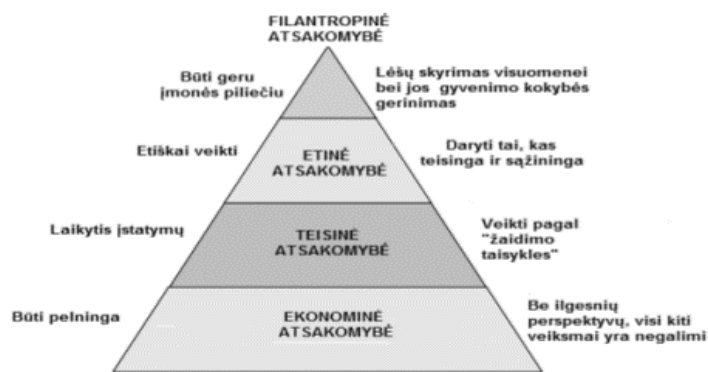 FILANTROPINĖ
ATSAKOMYBĖ
Būti geru
įmonės piliečiu
Lėšų skyrimas visuomenei
bei jos gyvenimo kokybės
gerinimas
Etiškai veikti
ETINĖ
ATSAKOMYBĖ
Daryti tai, kas
teisinga ir sąžininga
Laikytis įstatymų
TEISINĖ
ATSAKOMYBĖ
Veikti pagal
"žaidimo
taisykles"
Būti pelninga
EKONOMINĖ
ATSAKOMYBĖ
Be ilgesnių
perspektyvų, visi kiti
veiksmai yra negalimi